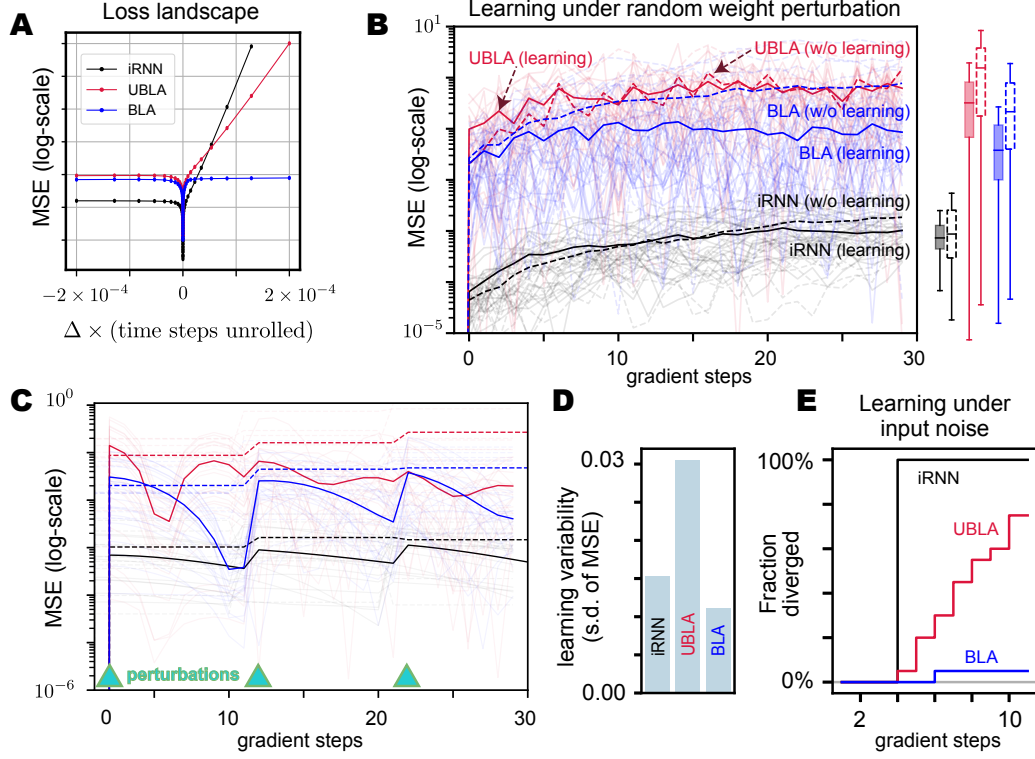 A
Loss landscape
MSE (log-scale)
iRNN
UBLA
BLA
−2 × 10⁻⁴
0
2 × 10⁻⁴
Δ × (time steps unrolled)
B
Learning under random weight perturbation
MSE (log-scale)
10¹
10⁻⁵
UBLA (learning)
UBLA (w/o learning)
BLA (w/o learning)
BLA (learning)
iRNN (w/o learning)
iRNN (learning)
0
10
20
30
gradient steps
C
MSE (log-scale)
10⁰
10⁻⁶
perturbations
0
10
20
30
gradient steps
D
learning variability
(s.d. of MSE)
0.03
0.00
iRNN
UBLA
BLA
E
Learning under
input noise
Fraction
diverged
100%
0%
iRNN
UBLA
BLA
2
10
gradient steps